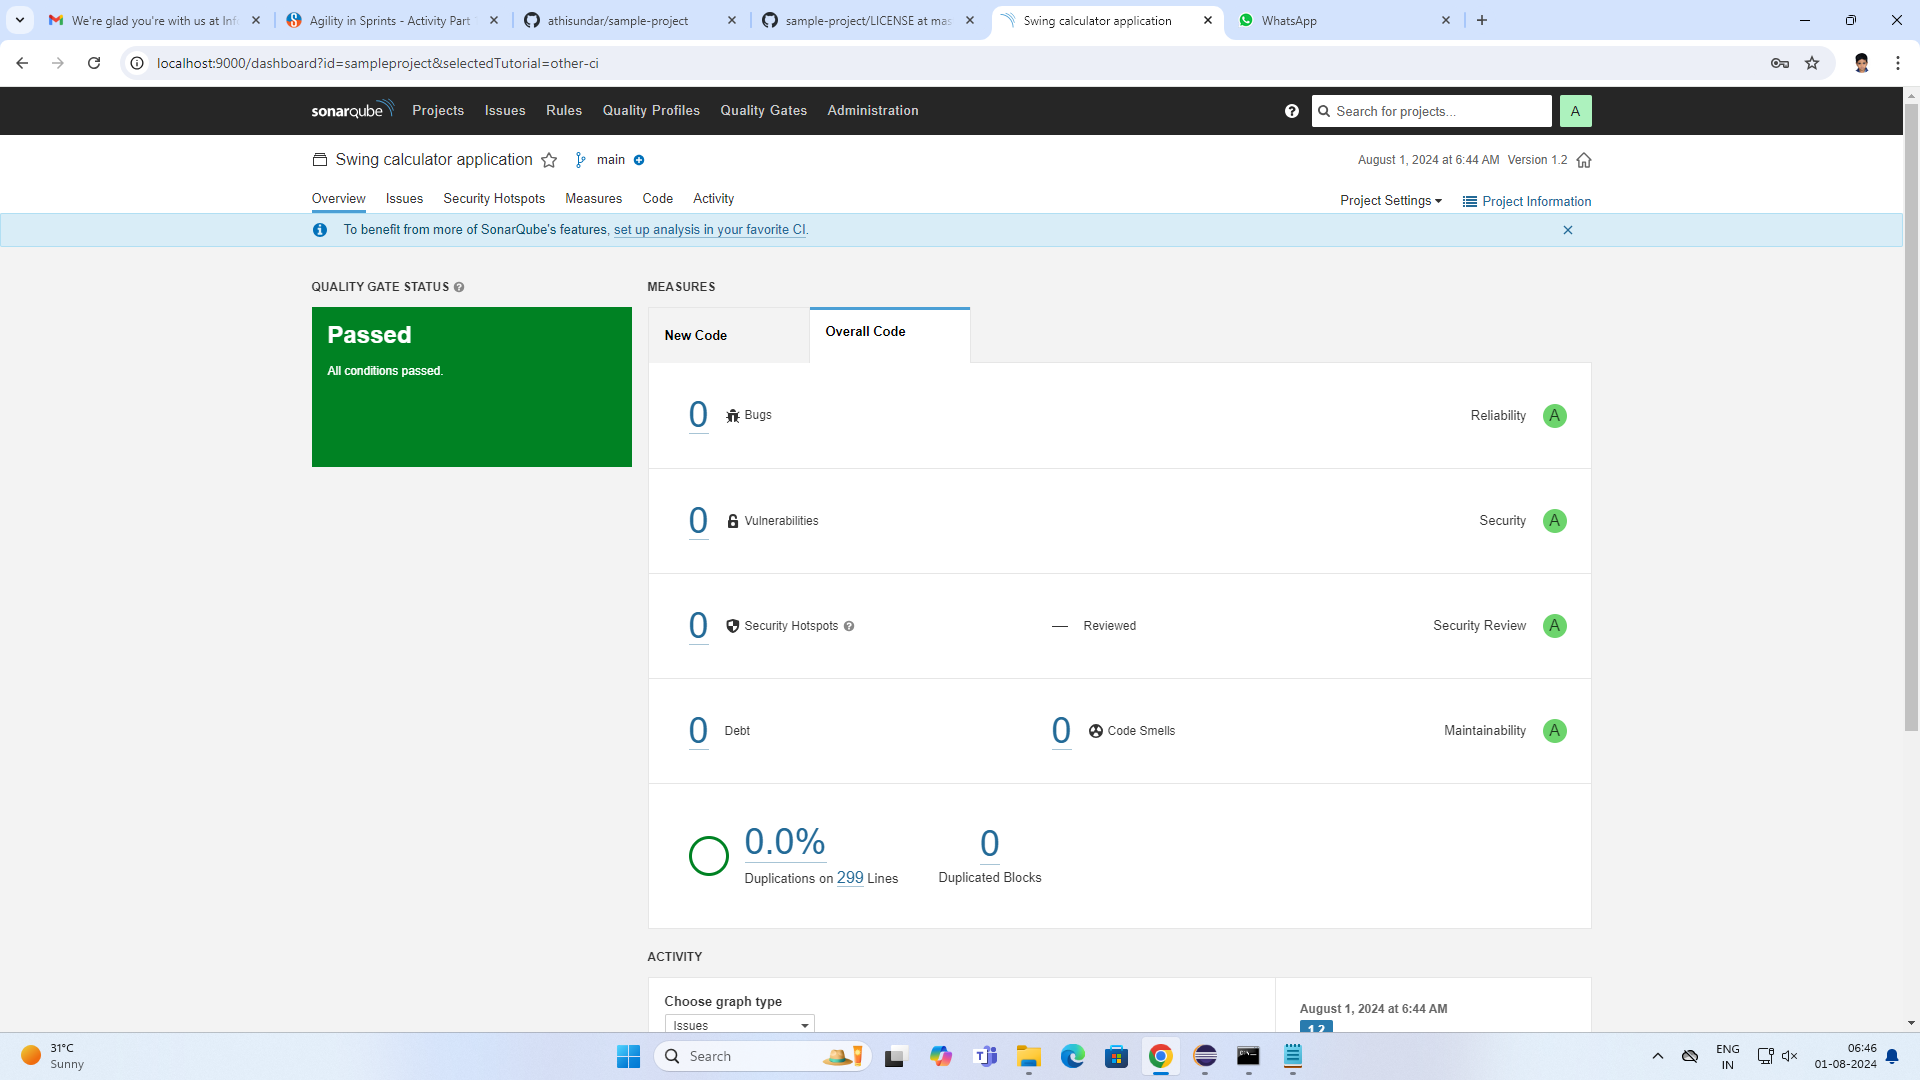 We're glad you're with us at Inf
Agility in Sprints - Activity Part
athisundar/sample-project
sample-project/LICENSE at mas
Swing calculator application
WhatsApp
localhost:9000/dashboard?id=sampleproject&selectedTutorial=other-ci
sonarqube Projects Issues Rules Quality Profiles Quality Gates Administration
Search for projects...
A
Swing calculator application main
August 1, 2024 at 6:44 AM Version 1.2
Overview Issues Security Hotspots Measures Code Activity
Project Settings Project Information
To benefit from more of SonarQube's features, set up analysis in your favorite CI.
QUALITY GATE STATUS
MEASURES
Passed
All conditions passed.
New Code
Overall Code
0 Bugs Reliability A
0 Vulnerabilities Security A
0 Security Hotspots — Reviewed Security Review A
0 Debt 0 Code Smells Maintainability A
0.0%
Duplications on 299 Lines
0
Duplicated Blocks
ACTIVITY
Choose graph type
Issues
August 1, 2024 at 6:44 AM
1.2
31°C
Sunny
Search
ENG
IN
06:46
01-08-2024